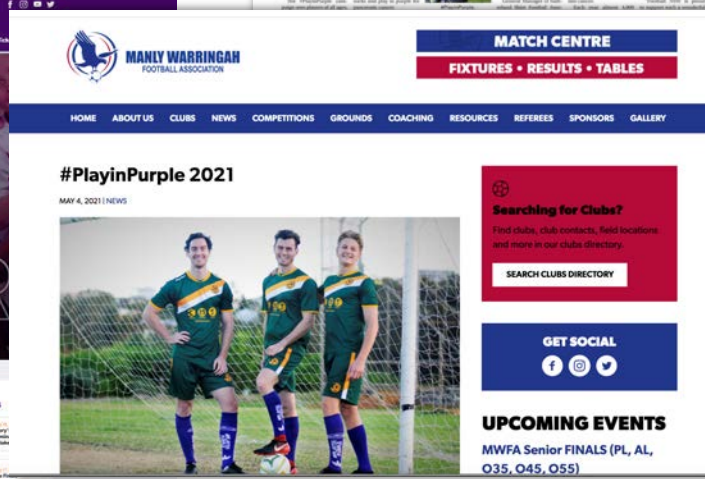 MANLY WARRINGAH
FOOTBALL ASSOCIATION
MATCH CENTRE
FIXTURES • RESULTS • TABLES
HOME ABOUT US CLUBS NEWS COMPETITIONS GROUNDS COACHING RESOURCES REFEREES SPONSORS GALLERY
#PlayinPurple 2021
MAY 4, 2021 | NEWS
Searching for Clubs?
Find clubs, club contacts, field locations
and more in our clubs directory.
SEARCH CLUBS DIRECTORY
GET SOCIAL
UPCOMING EVENTS
MWFA Senior FINALS (PL, AL,
O35, O45, O55)